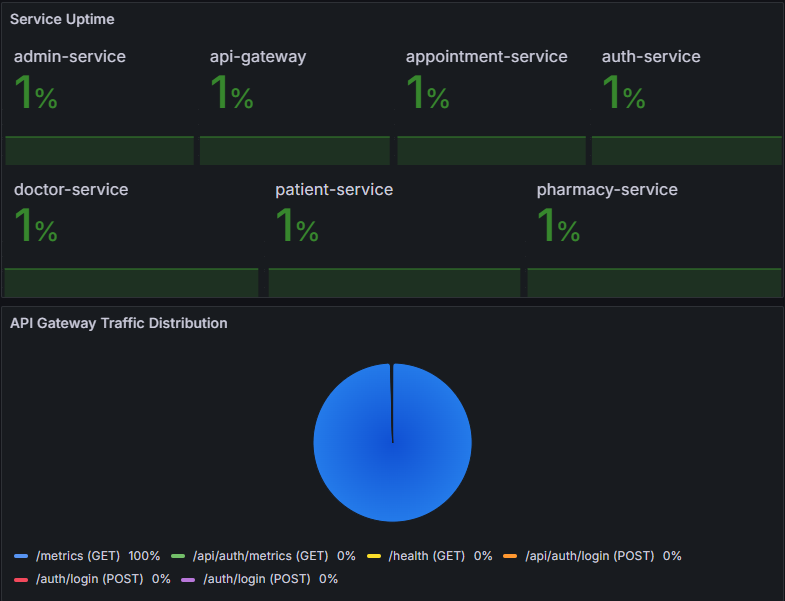 Service Uptime
admin-service api-gateway appointment-service auth-service
1% 1% 1% 1%
doctor-service patient-service pharmacy-service
1% 1% 1%
API Gateway Traffic Distribution
/metrics (GET) 100% /api/auth/metrics (GET) 0% /health (GET) 0% /api/auth/login (POST) 0%
/auth/login (POST) 0% /auth/login (POST) 0%